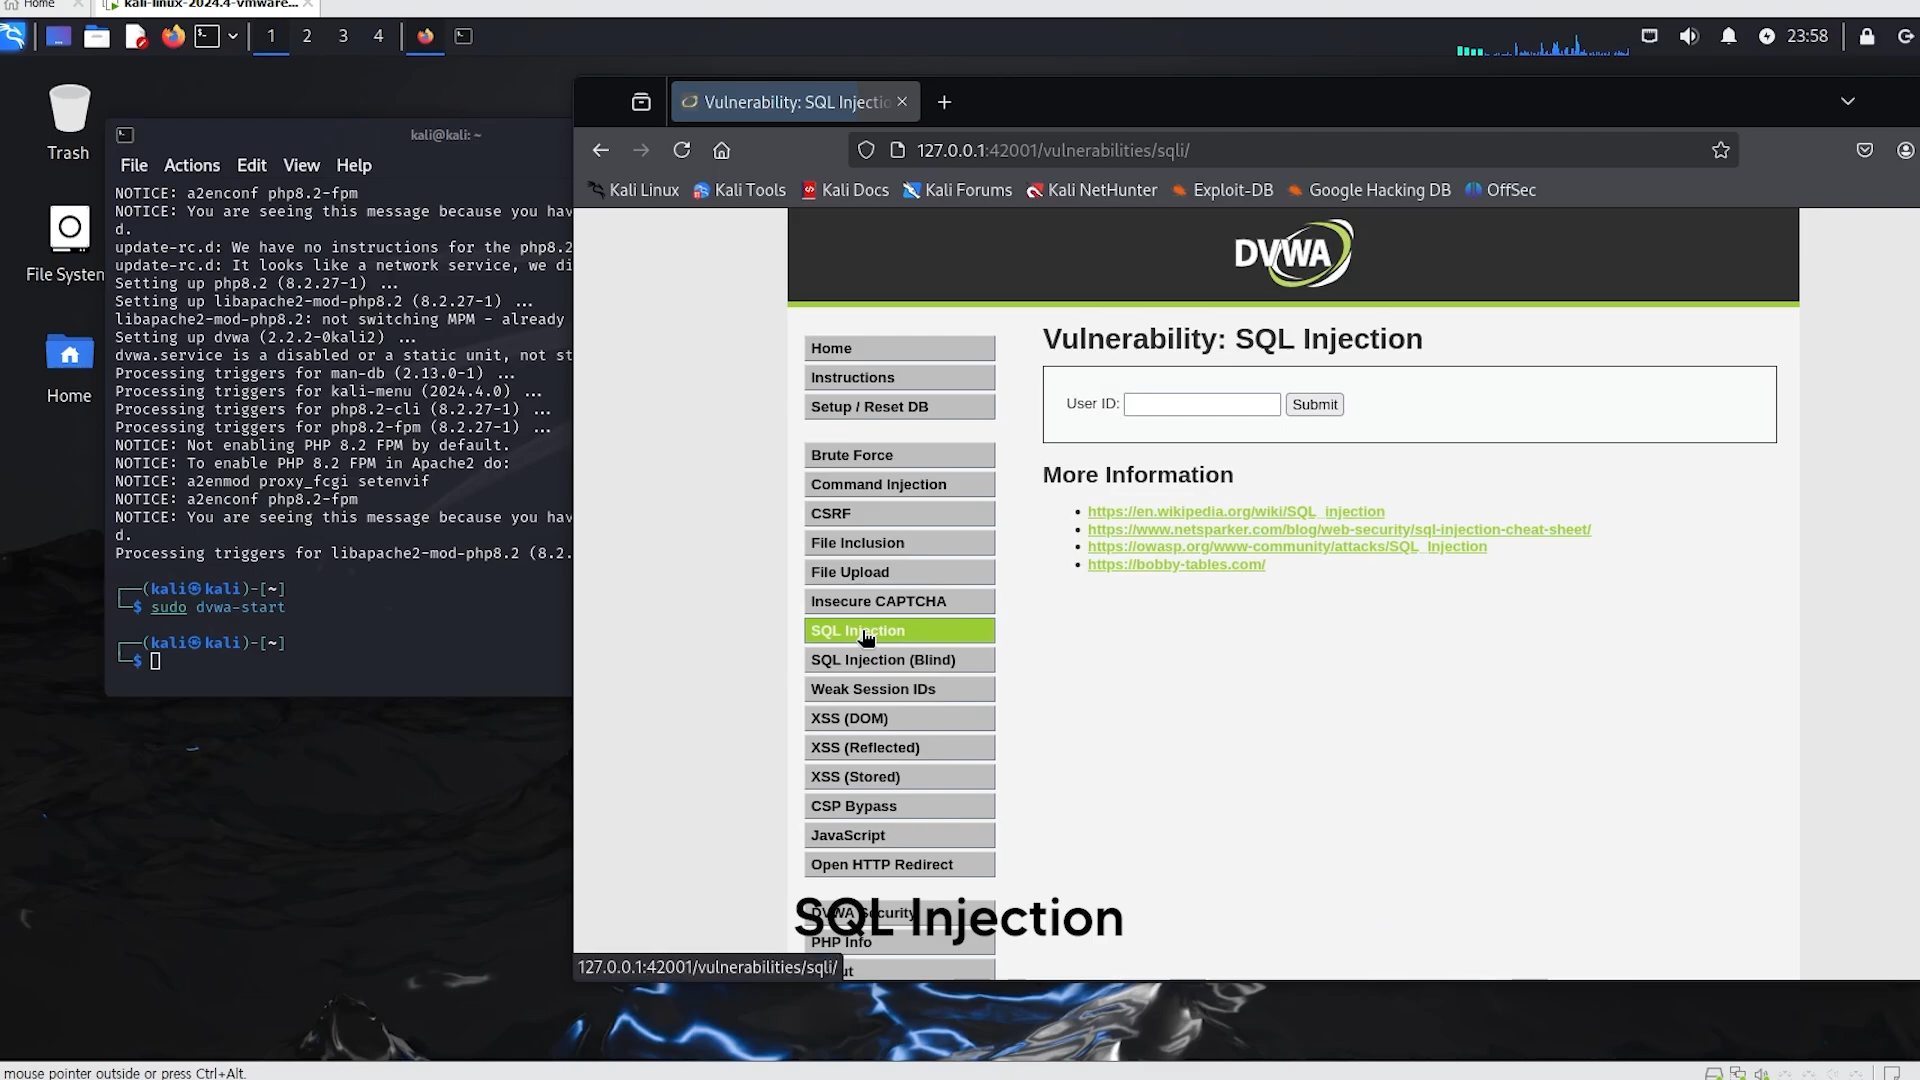 Home
kali-linux-2024.4-vmware...
1 2 3 4
23:58
Trash
File System
Home
kali@kali: ~
File Actions Edit View Help
NOTICE: a2enconf php8.2-fpm
NOTICE: You are seeing this message because you hav
d.
update-rc.d: We have no instructions for the php8.2
update-rc.d: It looks like a network service, we di
Setting up php8.2 (8.2.27-1) ...
Setting up libapache2-mod-php8.2 (8.2.27-1) ...
libapache2-mod-php8.2: not switching MPM - already
Setting up dvwa (2.2.2-0kali2) ...
dvwa.service is a disabled or a static unit, not st
Processing triggers for man-db (2.13.0-1) ...
Processing triggers for kali-menu (2024.4.0) ...
Processing triggers for php8.2-cli (8.2.27-1) ...
Processing triggers for php8.2-fpm (8.2.27-1) ...
NOTICE: Not enabling PHP 8.2 FPM by default.
NOTICE: To enable PHP 8.2 FPM in Apache2 do:
NOTICE: a2enmod proxy_fcgi setenvif
NOTICE: a2enconf php8.2-fpm
NOTICE: You are seeing this message because you hav
d.
Processing triggers for libapache2-mod-php8.2 (8.2.
(kali㉿kali)-[~]
$ sudo dvwa-start
(kali㉿kali)-[~]
$
Vulnerability: SQL Injectio
127.0.0.1:42001/vulnerabilities/sqli/
Kali Linux Kali Tools Kali Docs Kali Forums Kali NetHunter Exploit-DB Google Hacking DB OffSec
DVWA
Home
Instructions
Setup / Reset DB
Brute Force
Command Injection
CSRF
File Inclusion
File Upload
Insecure CAPTCHA
SQL Injection
SQL Injection (Blind)
Weak Session IDs
XSS (DOM)
XSS (Reflected)
XSS (Stored)
CSP Bypass
JavaScript
Open HTTP Redirect
DVWA Security
PHP Info
ut
Vulnerability: SQL Injection
User ID: Submit
More Information
https://en.wikipedia.org/wiki/SQL_injection
https://www.netsparker.com/blog/web-security/sql-injection-cheat-sheet/
https://owasp.org/www-community/attacks/SQL_Injection
https://bobby-tables.com/
SQL Injection
127.0.0.1:42001/vulnerabilities/sqli/
mouse pointer outside or press Ctrl+Alt.